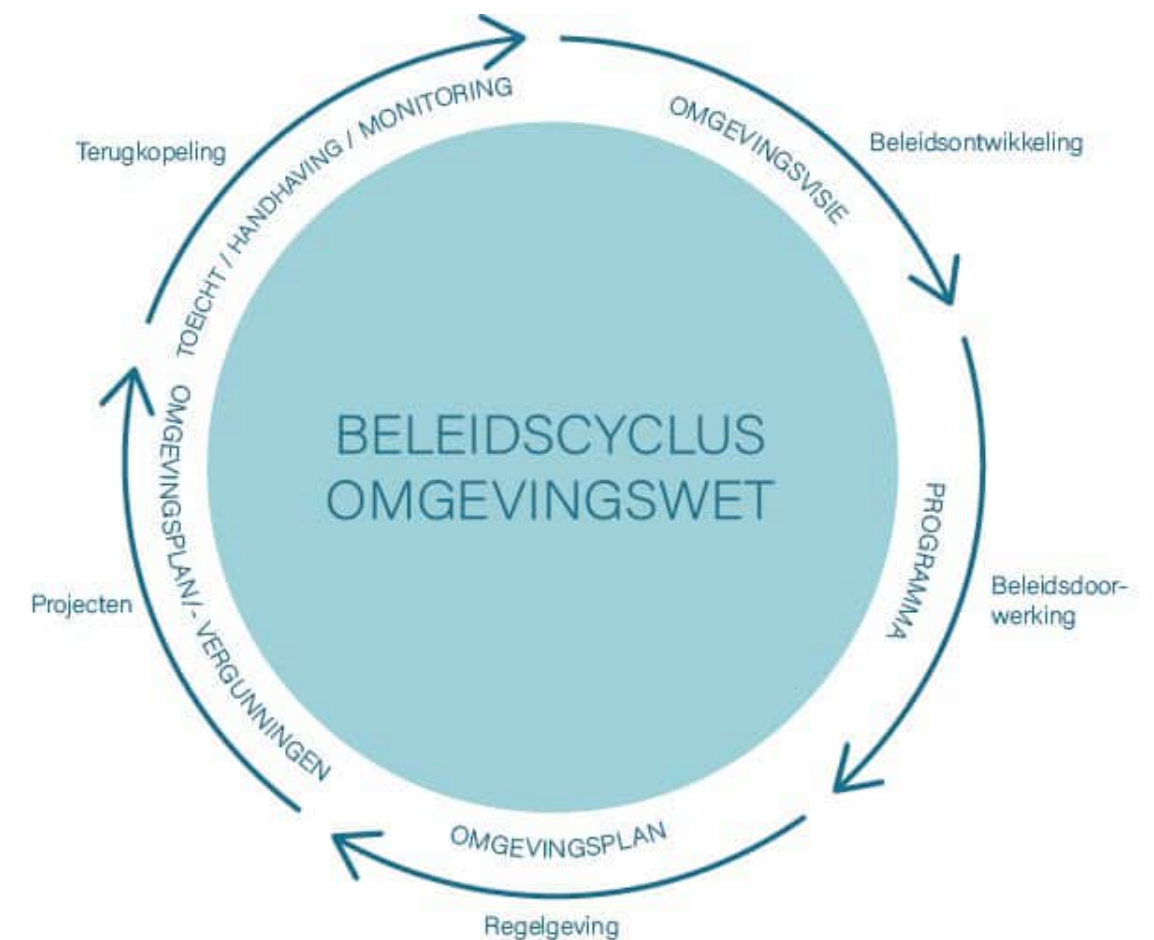 BELEIDSCYCLUS
OMGEVINGSWET
OMGEVINGSVISIE
Beleidsontwikkeling
PROGRAMMA
Beleidsdoor-
werking
OMGEVINGSPLAN
Regelgeving
OMGEVINGSPLAN/- VERGUNNINGEN
Projecten
TOEICHT / HANDHAVING / MONITORING
Terugkopeling